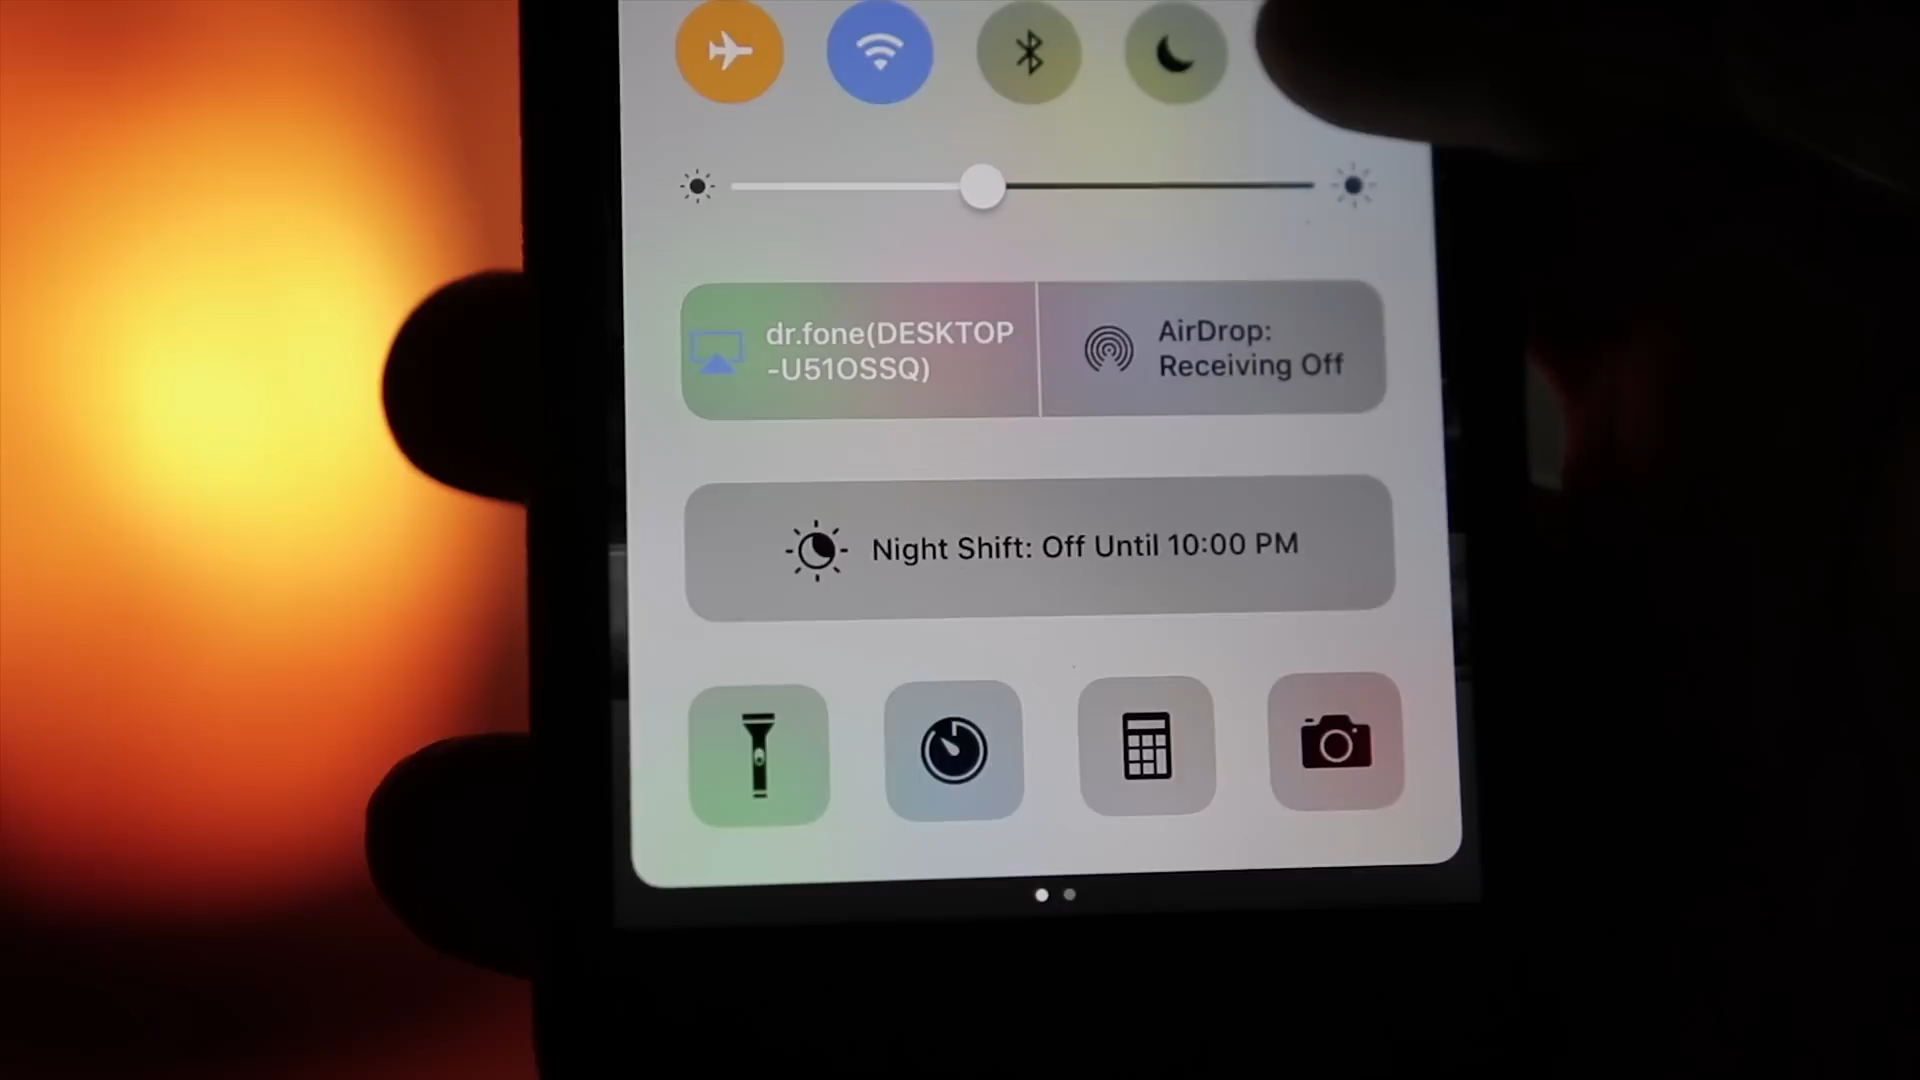 dr.fone(DESKTOP
-U51OSSQ)
AirDrop:
Receiving Off
Night Shift: Off Until 10:00 PM